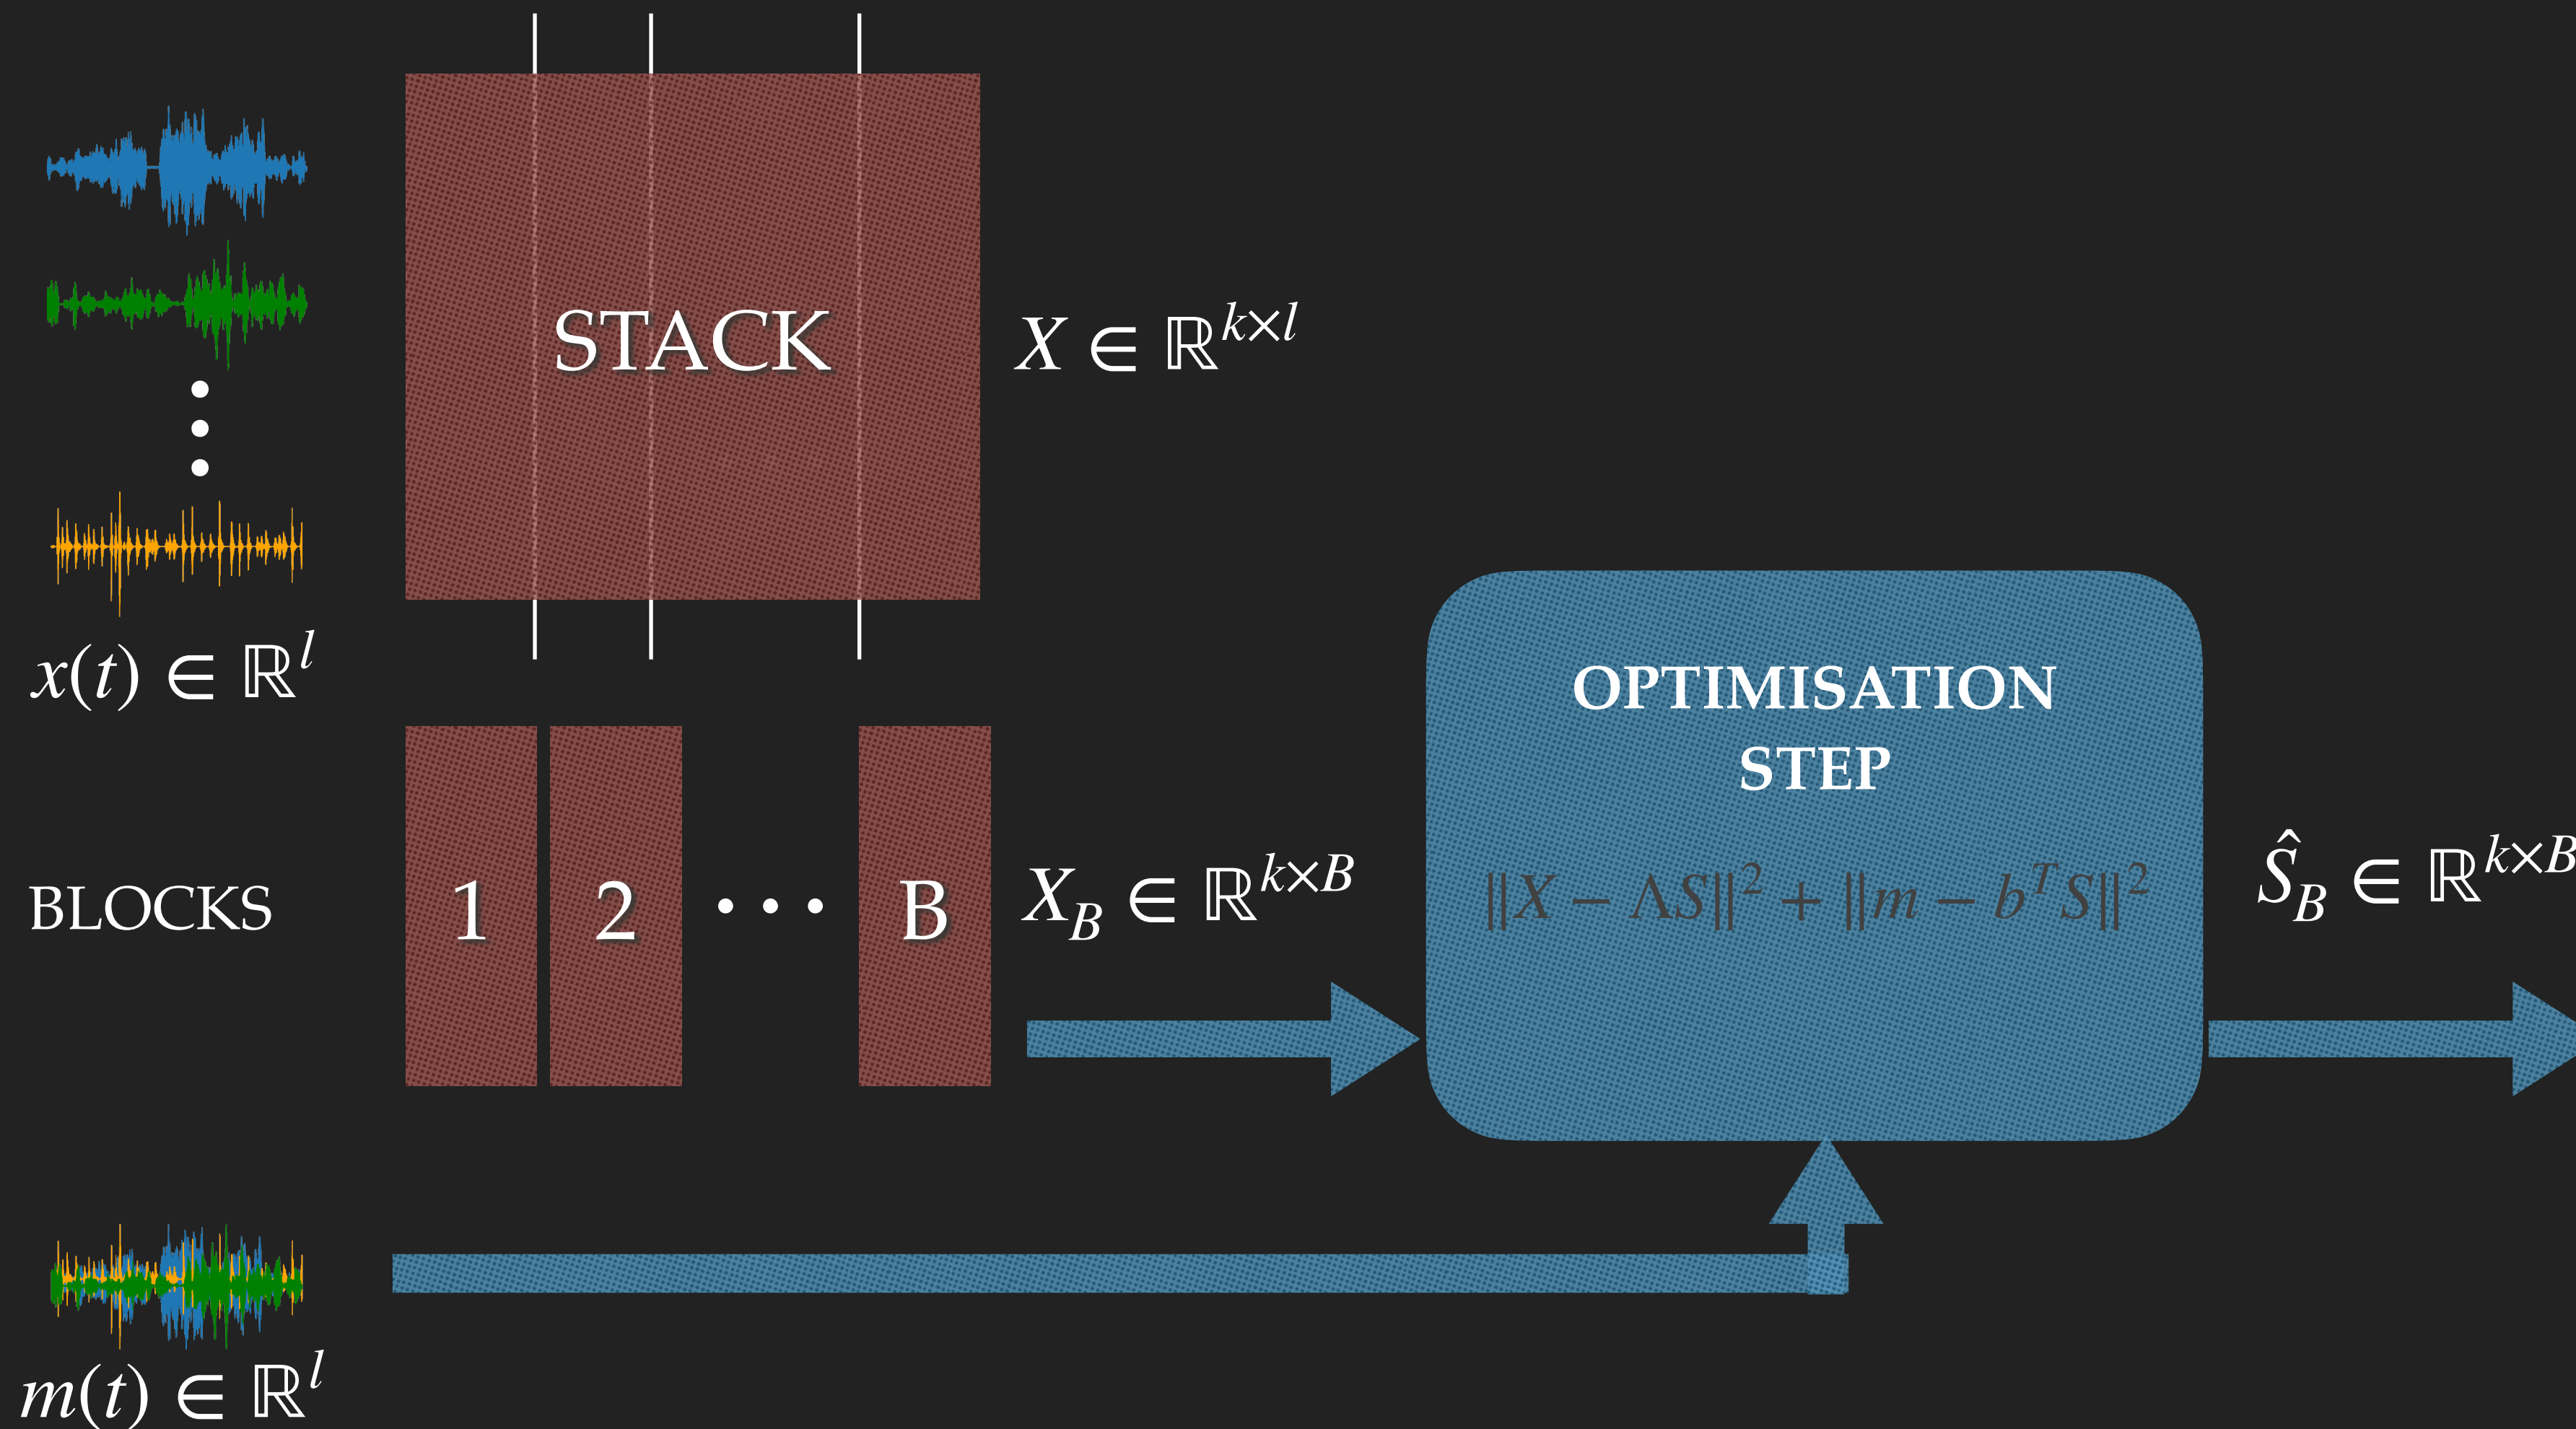 STACK
X ∈ ℝ^{k×l}
x(t) ∈ ℝ^l
OPTIMISATION
STEP
‖X − ΛS‖² + ‖m − b^T S‖²
BLOCKS
1 2 ••• B
X_B ∈ ℝ^{k×B}
Ŝ_B ∈ ℝ^{k×B}
m(t) ∈ ℝ^l